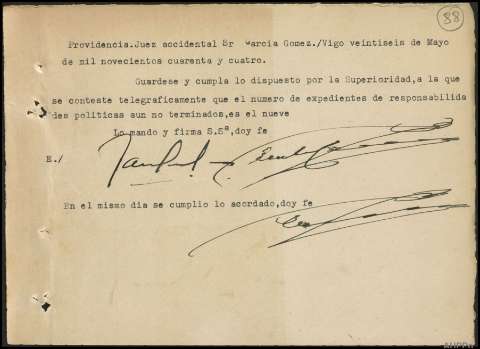 88
Providencia.Juez accidental Sr Garcia Gomez./Vigo veintiseis de Mayo
de mil novecientos cuarenta y cuatro.
Guardese y cumpla lo dispuesto por la Superioridad,a la que
se conteste telegraficamente que el numero de expedientes de responsabilida
des politicas aun no terminados,es el nueve
Lo mando y firma S.Sª,doy fe
E./
En el mismo dia se cumplio lo acordado,doy fe